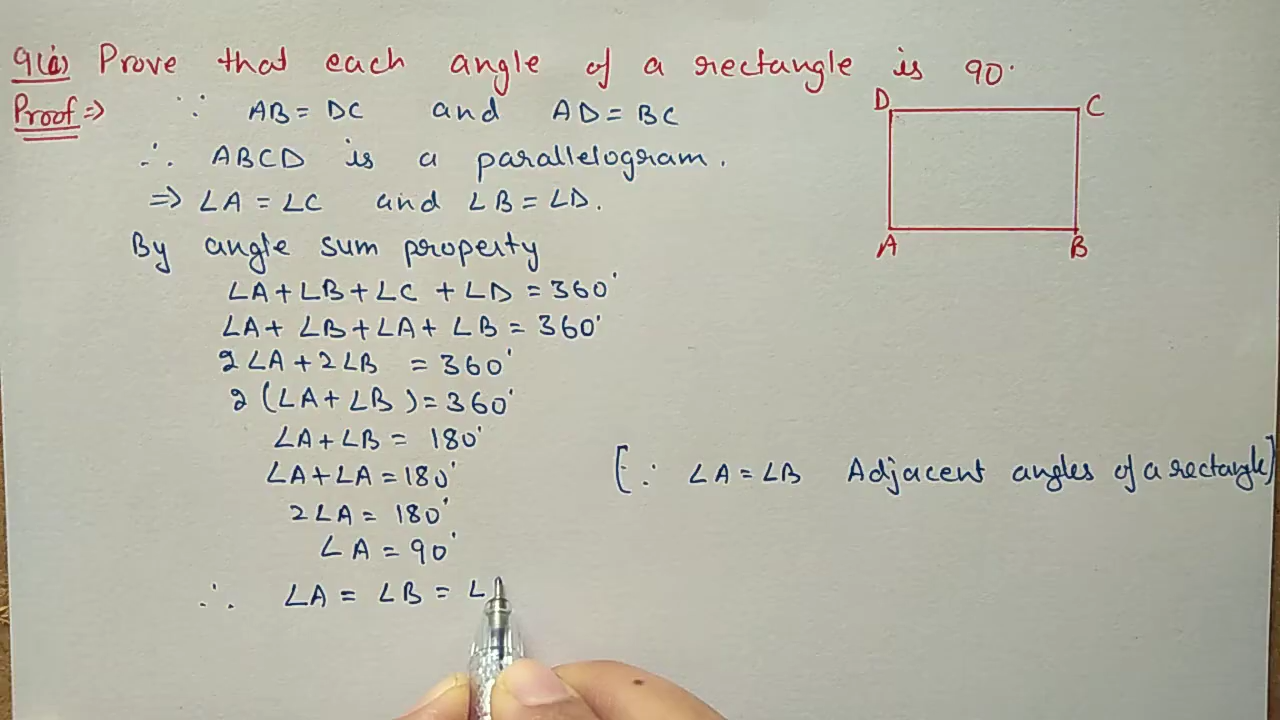 9(i) Prove that each angle of a rectangle is 90°
Proof ⇒ ∵ AB = DC and AD = BC
∴ ABCD is a parallelogram.
⇒ ∠A = ∠C and ∠B = ∠D.
By angle sum property
∠A + ∠B + ∠C + ∠D = 360°
∠A + ∠B + ∠A + ∠B = 360°
2∠A + 2∠B = 360°
2(∠A + ∠B) = 360°
∠A + ∠B = 180°
∠A + ∠A = 180° [∵ ∠A = ∠B Adjacent angles of a rectangle]
2∠A = 180°
∠A = 90°
∴ ∠A = ∠B = ∠
D C
A B